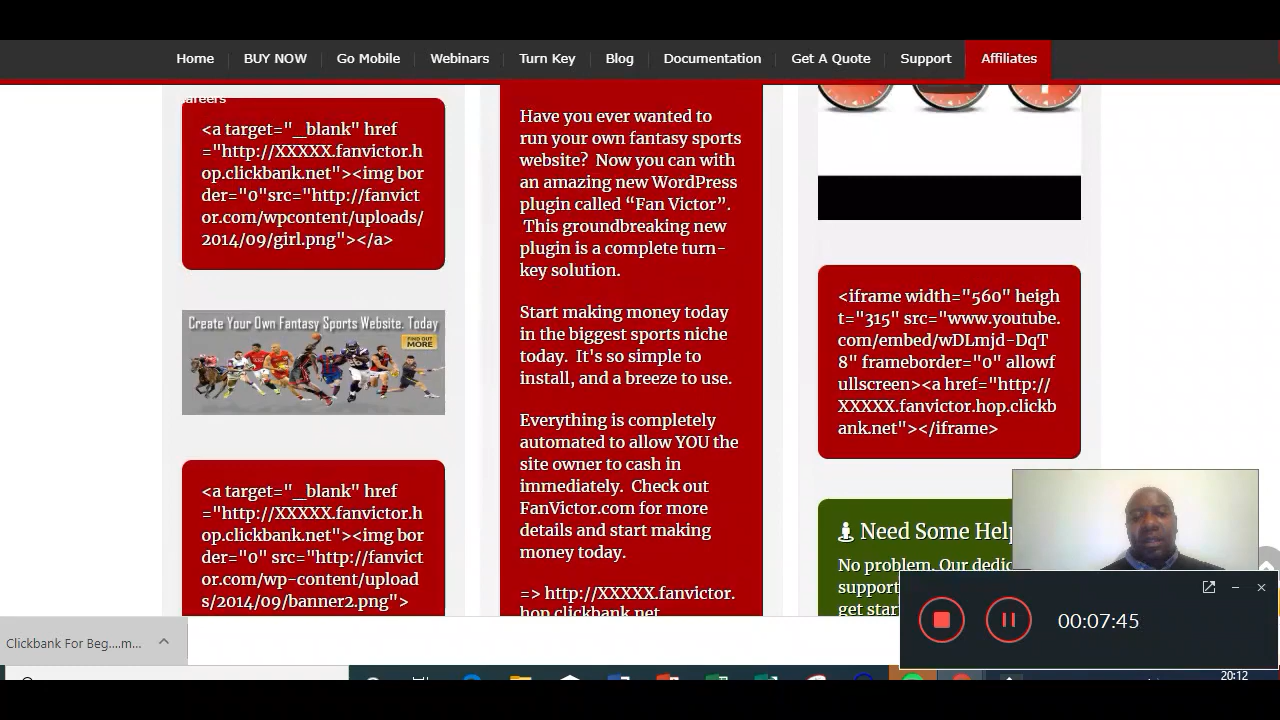 Home
BUY NOW
Go Mobile
Webinars
Turn Key
Blog
Documentation
Get A Quote
Support
Affiliates
careers
<a target="_blank" href
="http://XXXXX.fanvictor.h
op.clickbank.net"><img bor
der="0"src="http://fanvict
or.com/wpcontent/uploads/
2014/09/girl.png"></a>
Create Your Own Fantasy Sports Website. Today
FIND OUT
MORE
<a target="_blank" href
="http://XXXXX.fanvictor.h
op.clickbank.net"><img bor
der="0" src="http://fanvict
or.com/wp-content/upload
s/2014/09/banner2.png">
Have you ever wanted to
run your own fantasy sports
website?  Now you can with
an amazing new WordPress
plugin called “Fan Victor”.
This groundbreaking new
plugin is a complete turn-
key solution.
Start making money today
in the biggest sports niche
today.  It's so simple to
install, and a breeze to use.
Everything is completely
automated to allow YOU the
site owner to cash in
immediately.  Check out
FanVictor.com for more
details and start making
money today.
=> http://XXXXX.fanvictor.
hop.clickbank.net
<iframe width="560" heigh
t="315" src="www.youtube.
com/embed/wDLmjd-DqT
8" frameborder="0" allowf
ullscreen><a href="http://
XXXXX.fanvictor.hop.clickb
ank.net"></iframe>
Need Some Hel
No problem. Our dedic
support
get star
00:07:45
Clickbank For Beg....m...
20:12